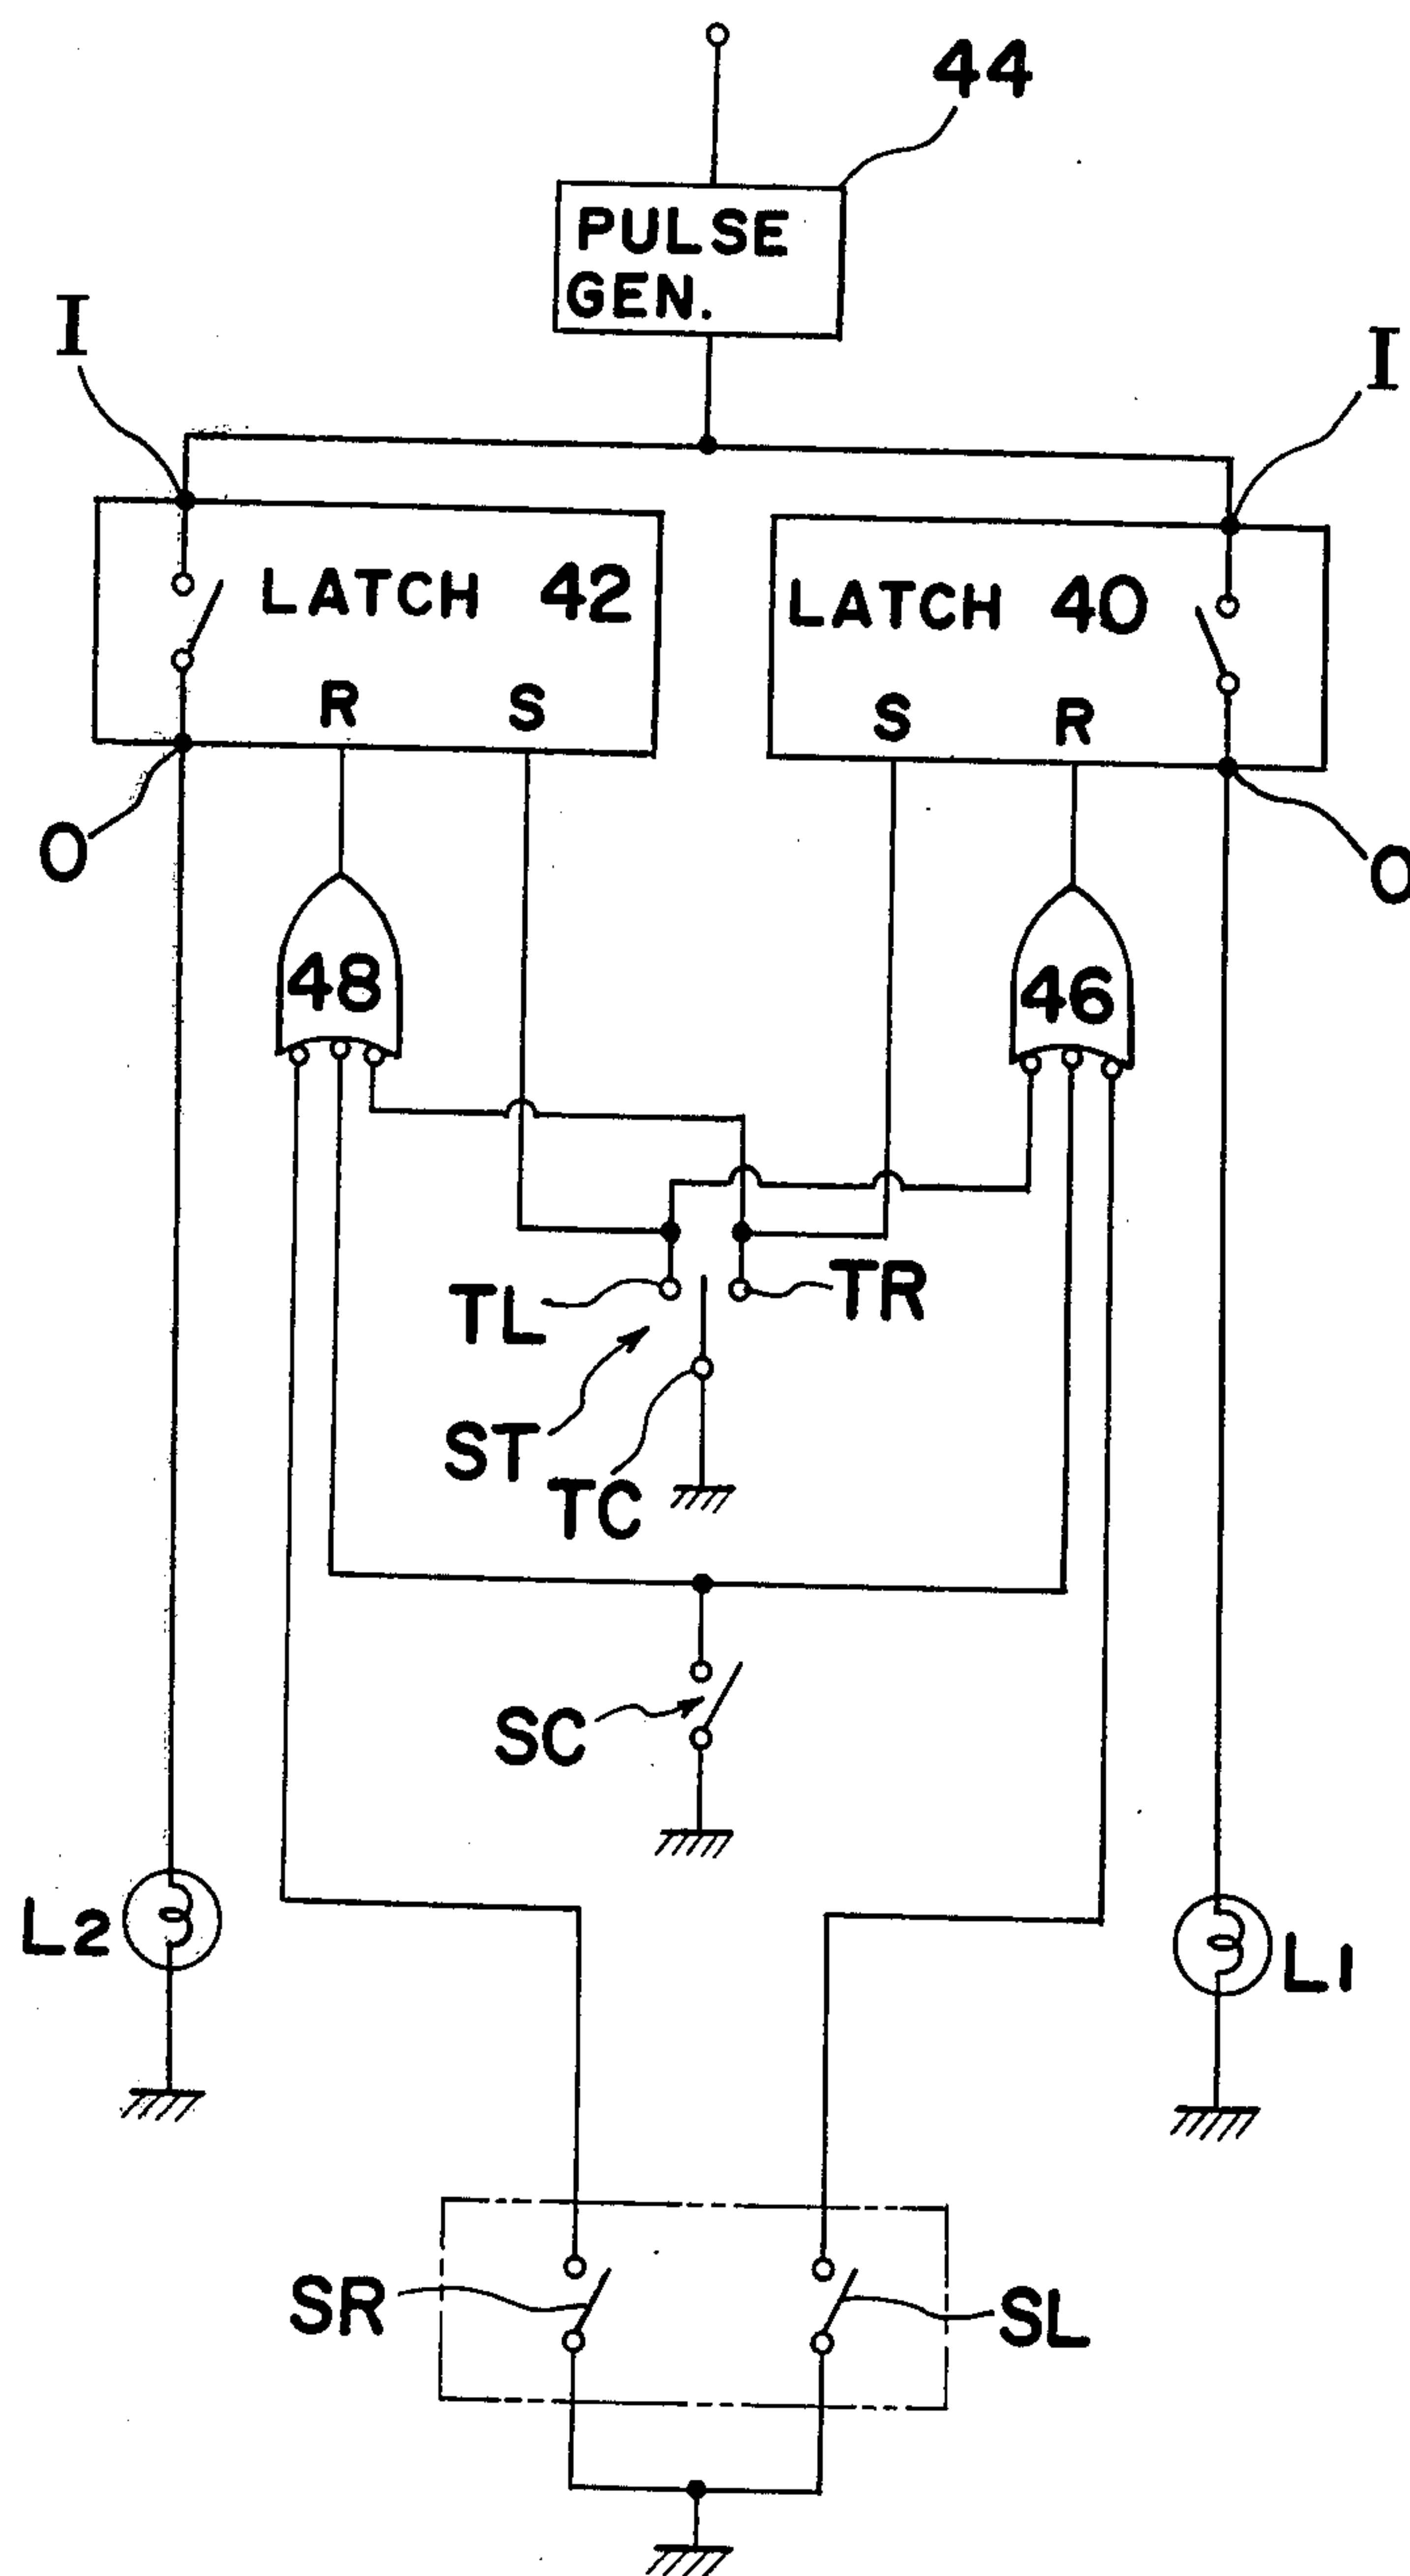 44
PULSE
GEN.
I
I
LATCH 42
LATCH 40
R
S
S
R
O
O
48
46
TL
TR
ST
TC
SC
L2
L1
SR
SL